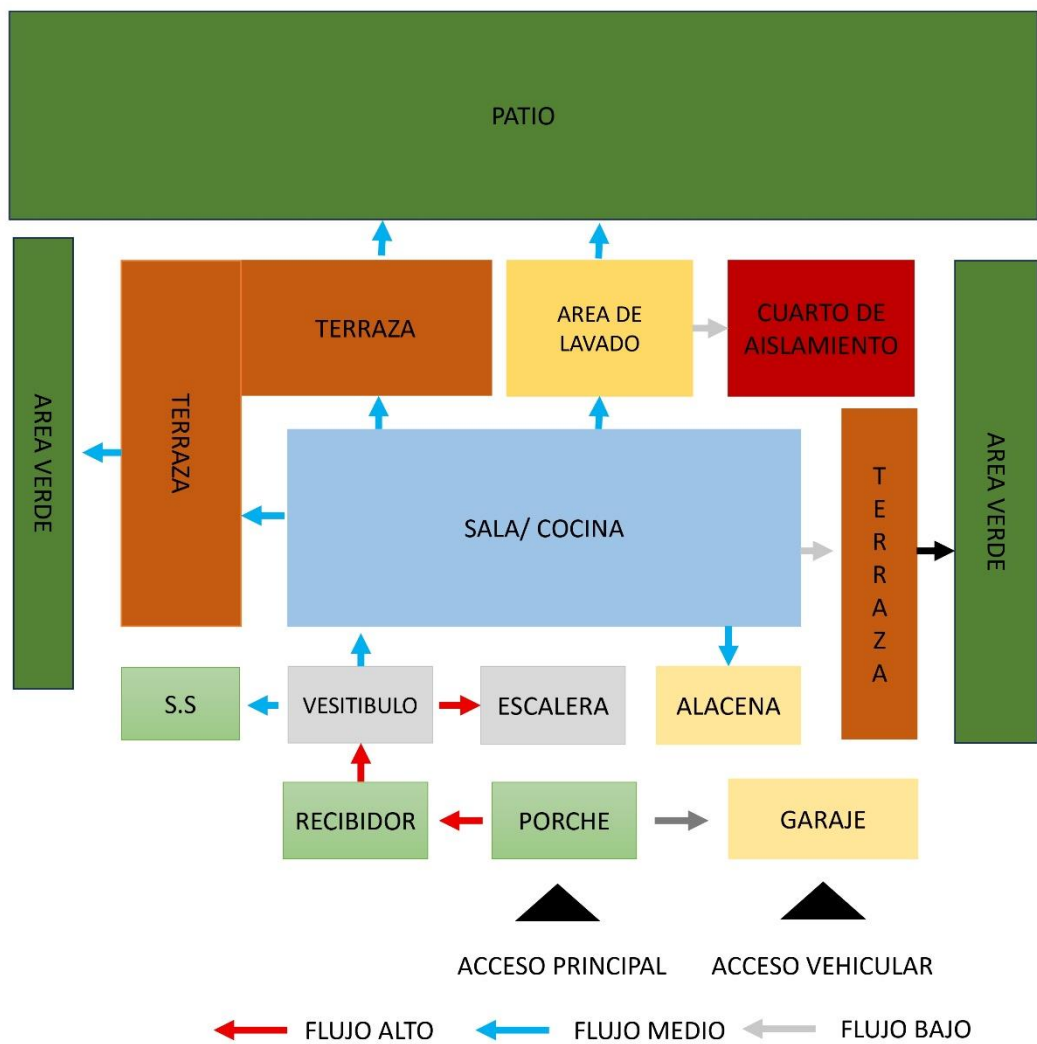 PATIO
TERRAZA
AREA DE
LAVADO
CUARTO DE
AISLAMIENTO
AREA VERDE
TERRAZA
SALA/ COCINA
TERRAZA
AREA VERDE
S.S
VESITIBULO
ESCALERA
ALACENA
RECIBIDOR
PORCHE
GARAJE
ACCESO PRINCIPAL
ACCESO VEHICULAR
FLUJO ALTO
FLUJO MEDIO
FLUJO BAJO